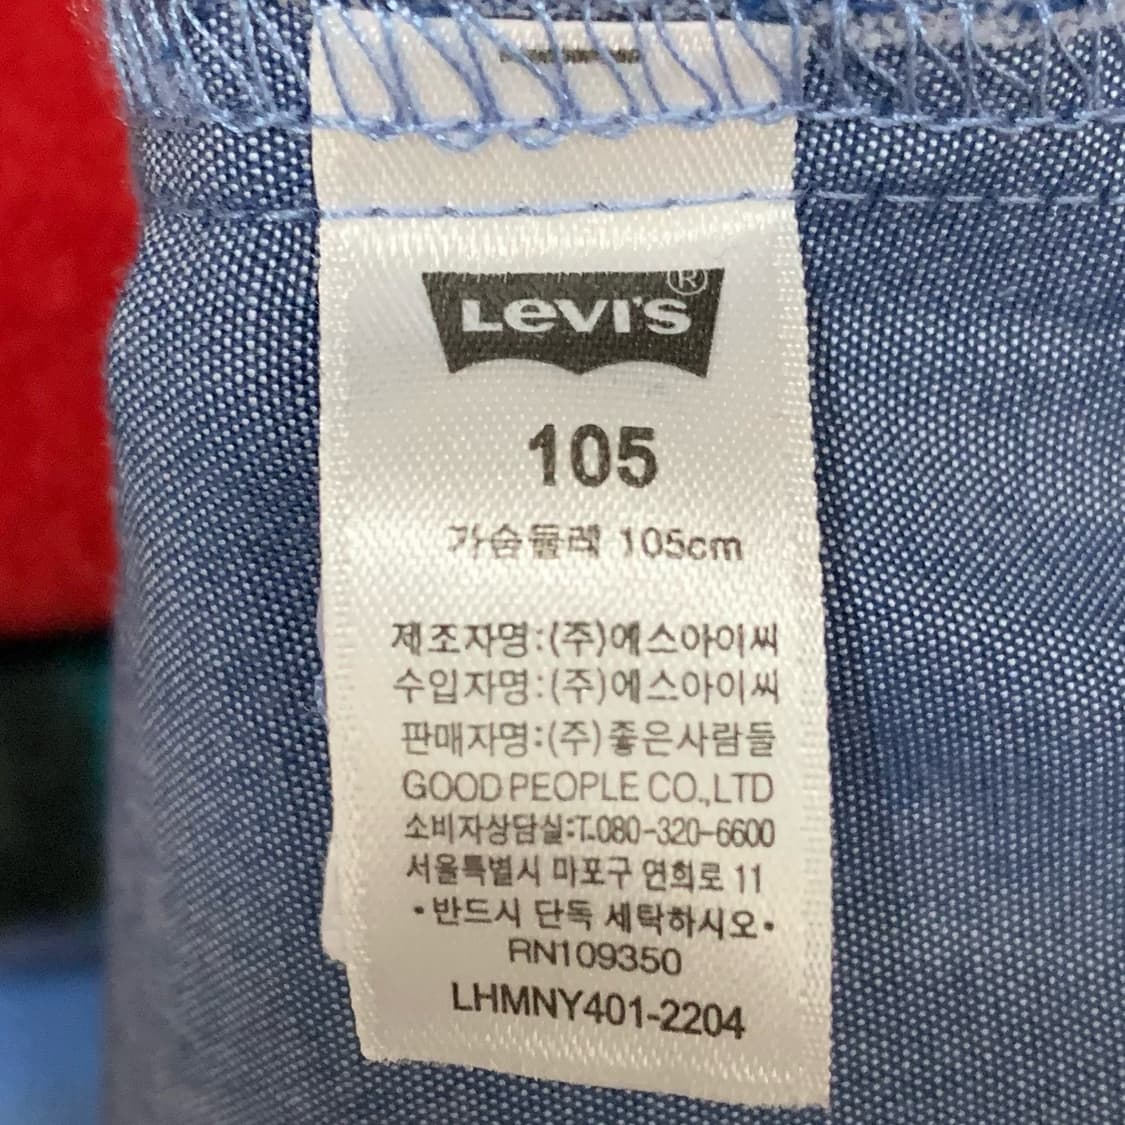 LEVI'S®
105
가슴둘레 105cm
제조자명:(주)에스아이씨
수입자명:(주)에스아이씨
판매자명:(주)좋은사람들
GOOD PEOPLE CO.,LTD
소비자상담실:T.080-320-6600
서울특별시 마포구 연희로 11
•반드시 단독 세탁하시오•
RN109350
LHMNY401-2204